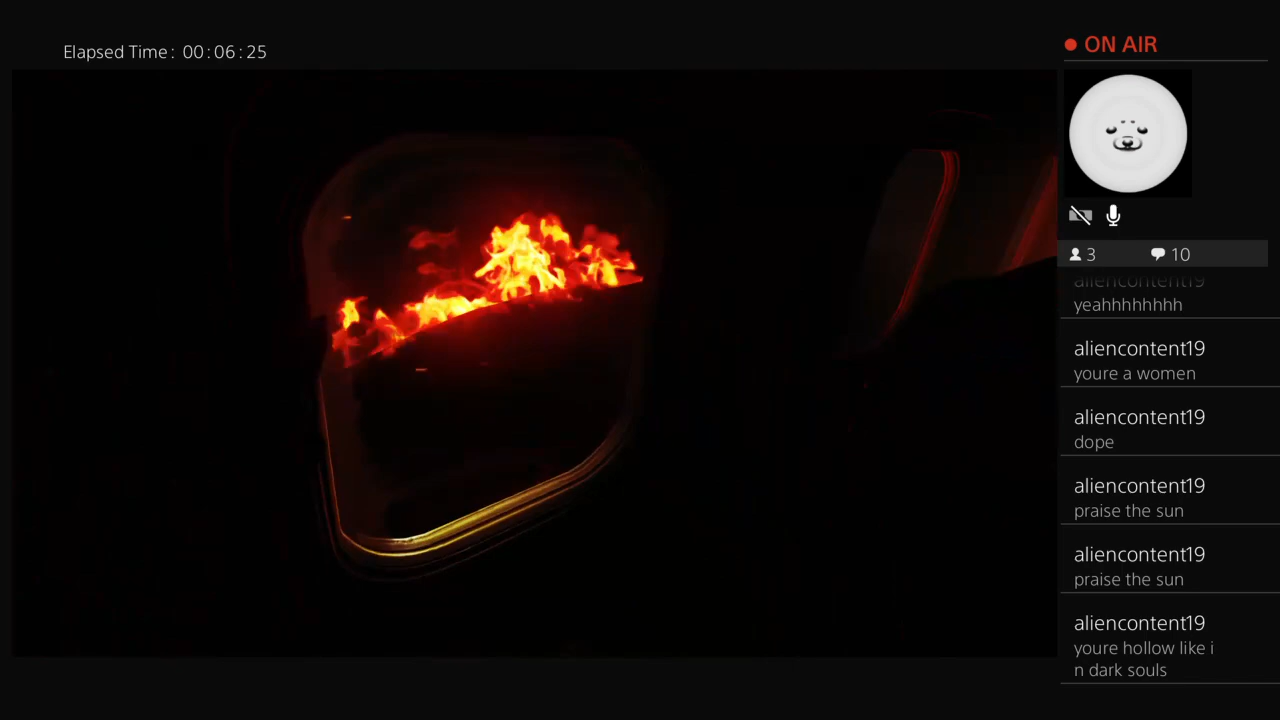 Elapsed Time: 00:06:25
ON AIR
3
10
aliencontent19
yeahhhhhhhh
aliencontent19
youre a women
aliencontent19
dope
aliencontent19
praise the sun
aliencontent19
praise the sun
aliencontent19
youre hollow like i
n dark souls